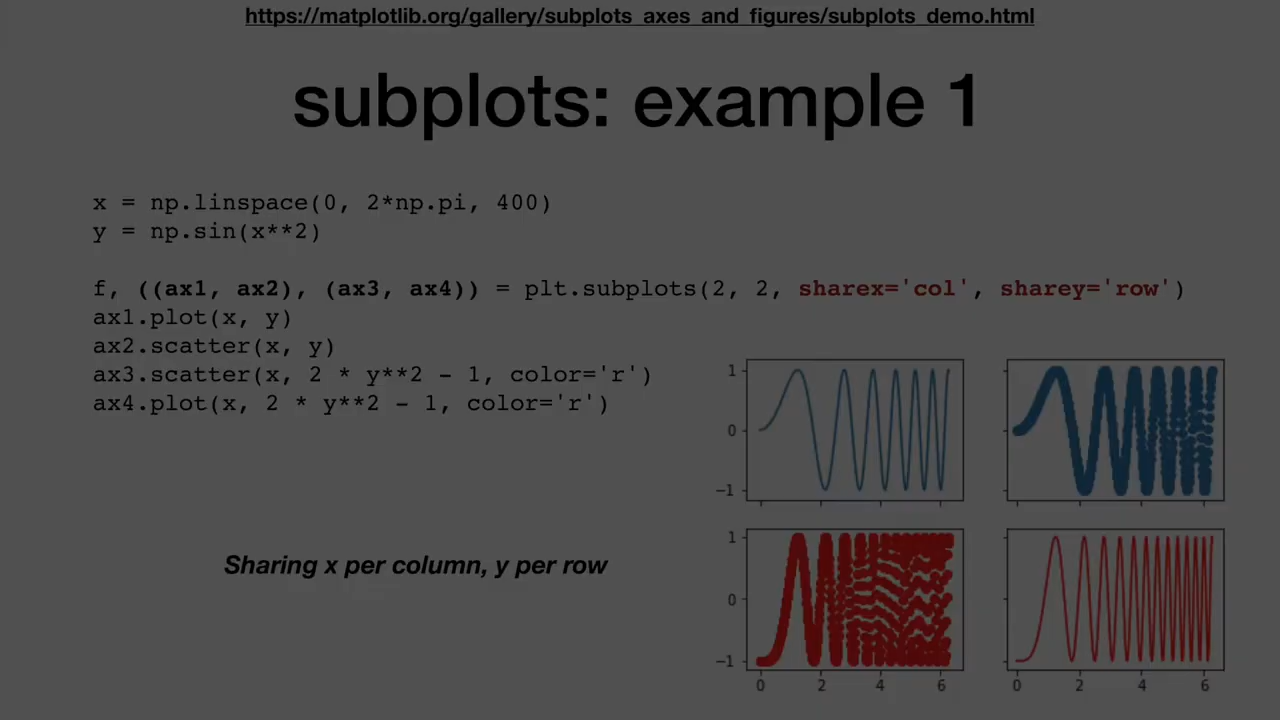 https://matplotlib.org/gallery/subplots_axes_and_figures/subplots_demo.html
subplots: example 1
x = np.linspace(0, 2*np.pi, 400)
y = np.sin(x**2)
f, ((ax1, ax2), (ax3, ax4)) = plt.subplots(2, 2, sharex='col', sharey='row')
ax1.plot(x, y)
ax2.scatter(x, y)
ax3.scatter(x, 2 * y**2 - 1, color='r')
ax4.plot(x, 2 * y**2 - 1, color='r')
Sharing x per column, y per row
1
0
−1
1
0
−1
0 2 4 6
0 2 4 6